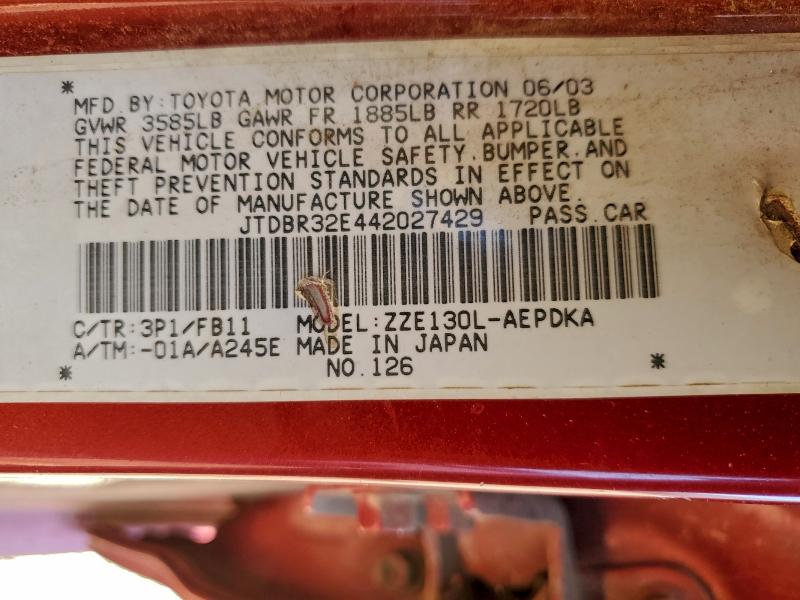 *
MFD.BY:TOYOTA MOTOR CORPORATION 06/03
GVWR 3585LB GAWR FR 1885LB RR 1720LB
THIS VEHICLE CONFORMS TO ALL APPLICABLE
FEDERAL MOTOR VEHICLE SAFETY.BUMPER.AND
THEFT PREVENTION STANDARDS IN EFFECT ON
THE DATE OF MANUFACTURE SHOWN ABOVE.
JTDBR32E442027429 PASS.CAR
C/TR:3P1/FB11 MODEL:ZZE130L-AEPDKA
A/TM:-01A/A245E MADE IN JAPAN
* NO.126 *